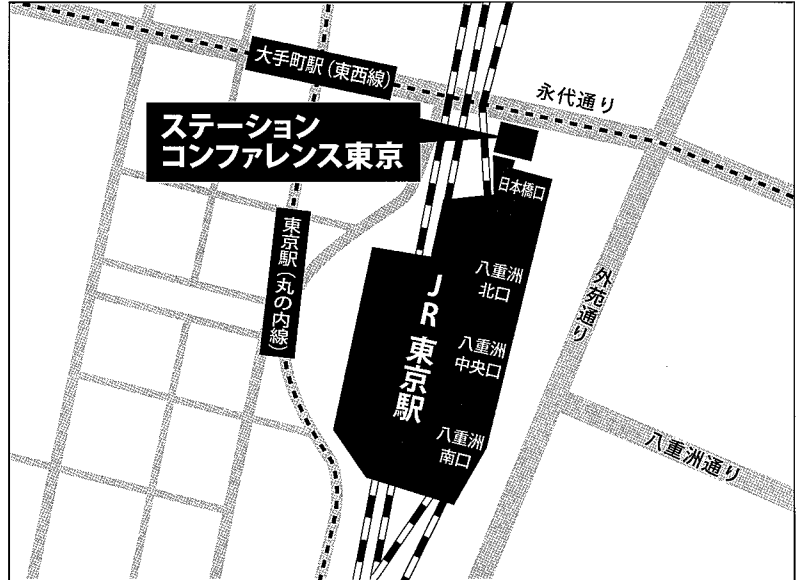 大手町駅(東西線)
永代通り
ステーション
コンファレンス東京
日本橋口
東京駅(丸の内線)
八重洲
北口
外苑通り
JR東京駅
八重洲
中央口
八重洲
南口
八重洲通り